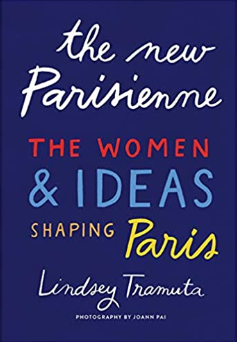 the new
Parisienne
THE WOMEN
& IDEAS
SHAPING Paris
Lindsey Tramuta
PHOTOGRAPHY BY JOANN PAI